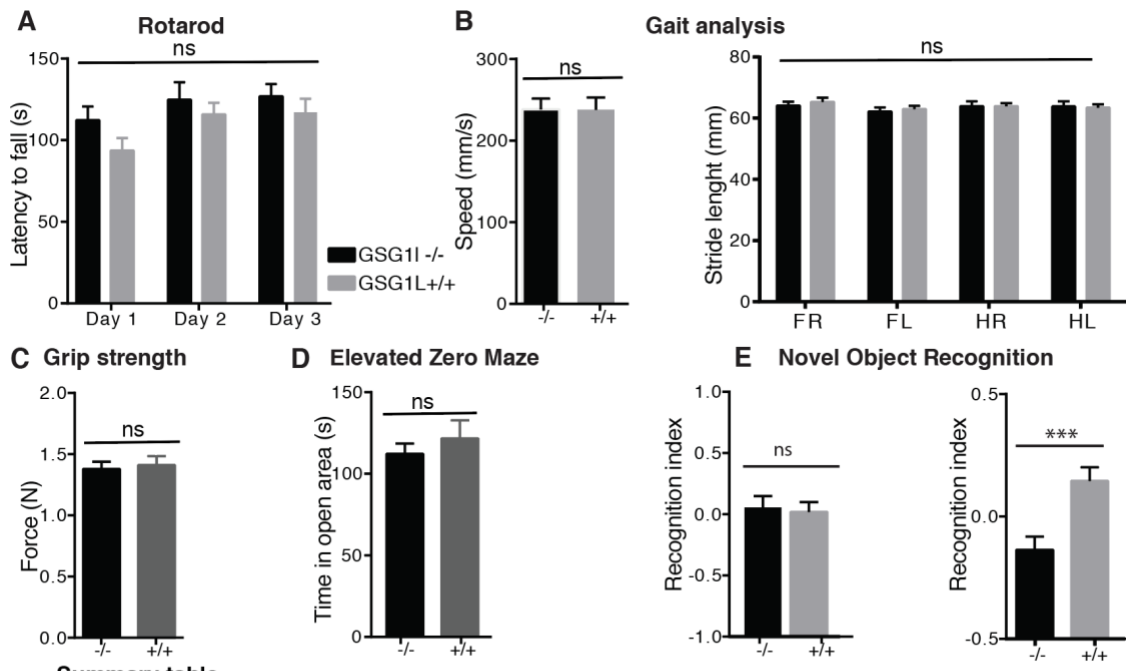 A Rotarod
ns
Latency to fall (s)
150
100
50
0
Day 1 Day 2 Day 3
GSG1l -/-
GSG1L+/+
B Gait analysis
ns
Speed (mm/s)
300
200
100
0
-/- +/+
ns
Stride lenght (mm)
80
60
40
20
0
FR FL HR HL
C Grip strength
ns
Force (N)
2.0
1.5
1.0
0.5
0.0
-/- +/+
D Elevated Zero Maze
ns
Time in open area (s)
150
100
50
0
-/- +/+
E Novel Object Recognition
ns
Recognition index
1.0
0.5
0.0
-0.5
-1.0
-/- +/+
***
Recognition index
0.5
0.0
-0.5
-/- +/+
Summary table